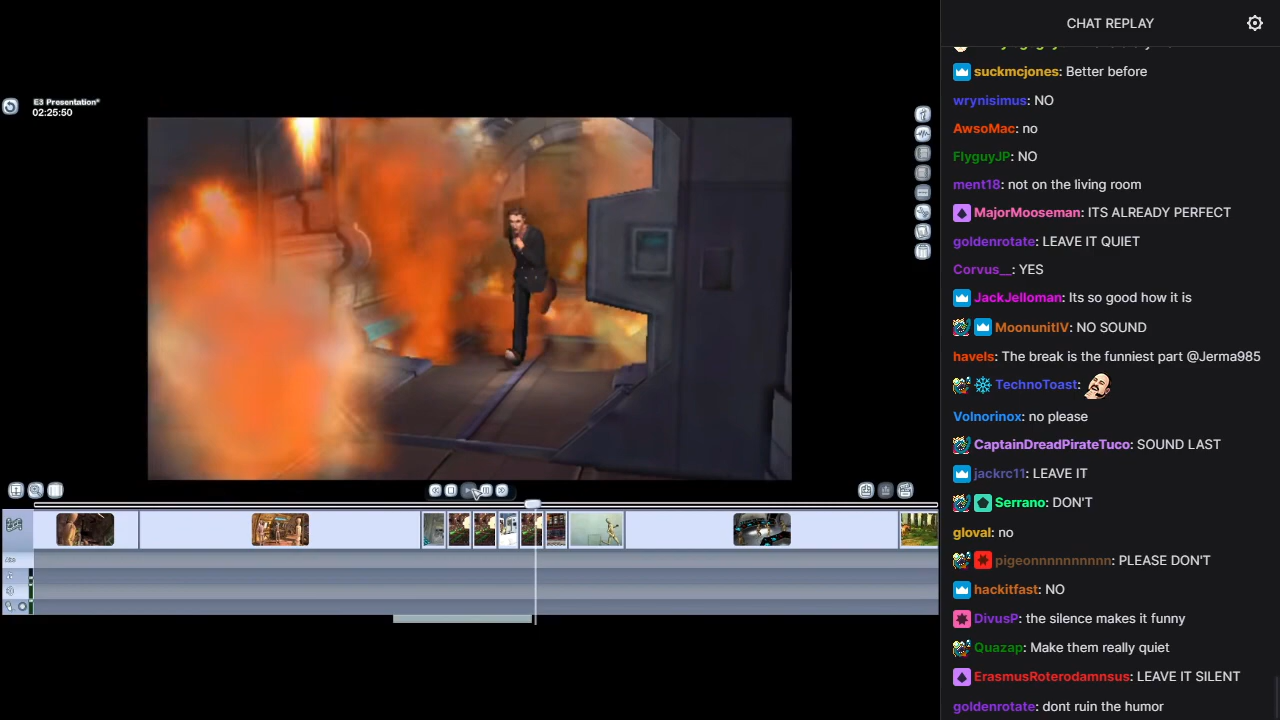 E3 Presentation*
02:25:50
CHAT REPLAY
suckmcjones: Better before
wrynisimus: NO
AwsoMac: no
FlyguyJP: NO
ment18: not on the living room
MajorMooseman: ITS ALREADY PERFECT
goldenrotate: LEAVE IT QUIET
Corvus__: YES
JackJelloman: Its so good how it is
MoonunitIV: NO SOUND
havels: The break is the funniest part @Jerma985
TechnoToast:
Volnorinox: no please
CaptainDreadPirateTuco: SOUND LAST
jackrc11: LEAVE IT
Serrano: DON'T
gloval: no
pigeonnnnnnnnnn: PLEASE DON'T
hackitfast: NO
DivusP: the silence makes it funny
Quazap: Make them really quiet
ErasmusRoterodamnsus: LEAVE IT SILENT
goldenrotate: dont ruin the humor